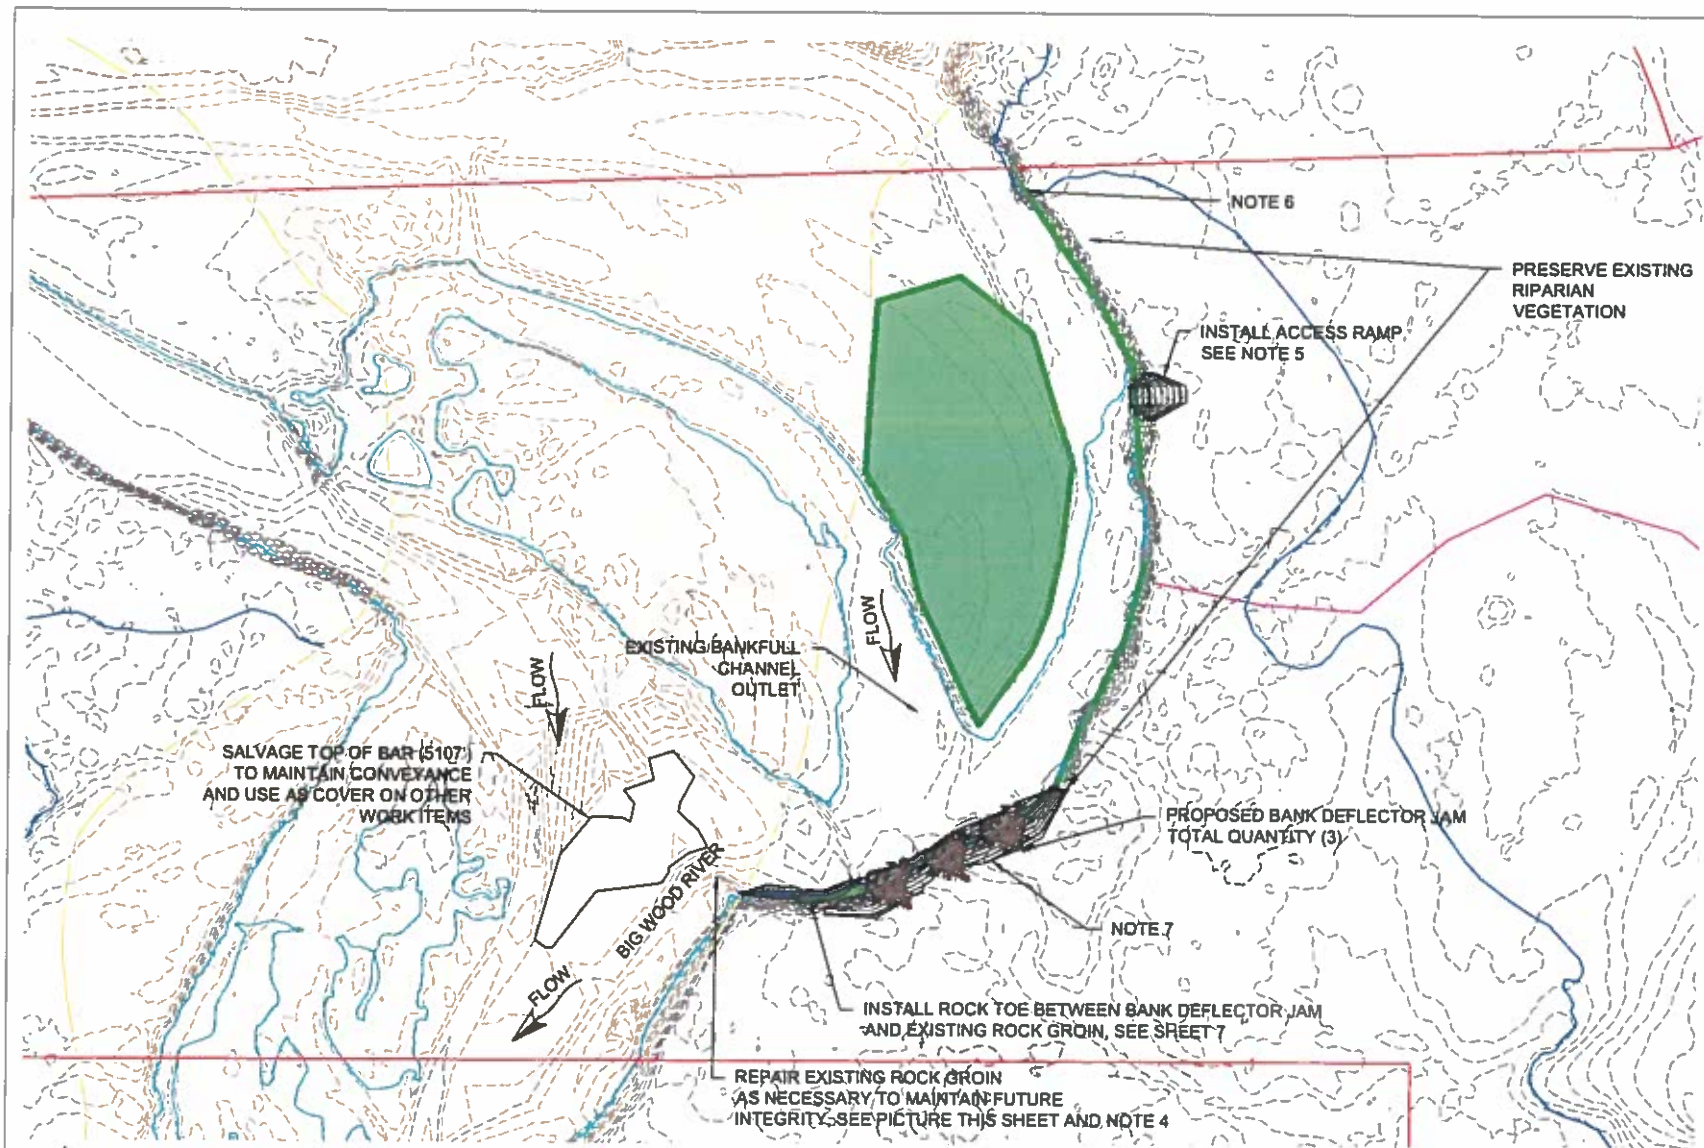 NOTE 6
PRESERVE EXISTING
RIPARIAN
VEGETATION
INSTALL ACCESS RAMP
SEE NOTE 5
FLOW
EXISTING BANKFULL
CHANNEL
OUTLET
FLOW
SALVAGE TOP OF BAR (5107')
TO MAINTAIN CONVEYANCE
AND USE AS COVER ON OTHER
WORK ITEMS
PROPOSED BANK DEFLECTOR JAM
TOTAL QUANTITY (3)
BIG WOOD RIVER
NOTE 7
FLOW
INSTALL ROCK TOE BETWEEN BANK DEFLECTOR JAM
AND EXISTING ROCK GROIN, SEE SHEET 7
REPAIR EXISTING ROCK GROIN
AS NECESSARY TO MAINTAIN FUTURE
INTEGRITY SEE PICTURE THIS SHEET AND NOTE 4